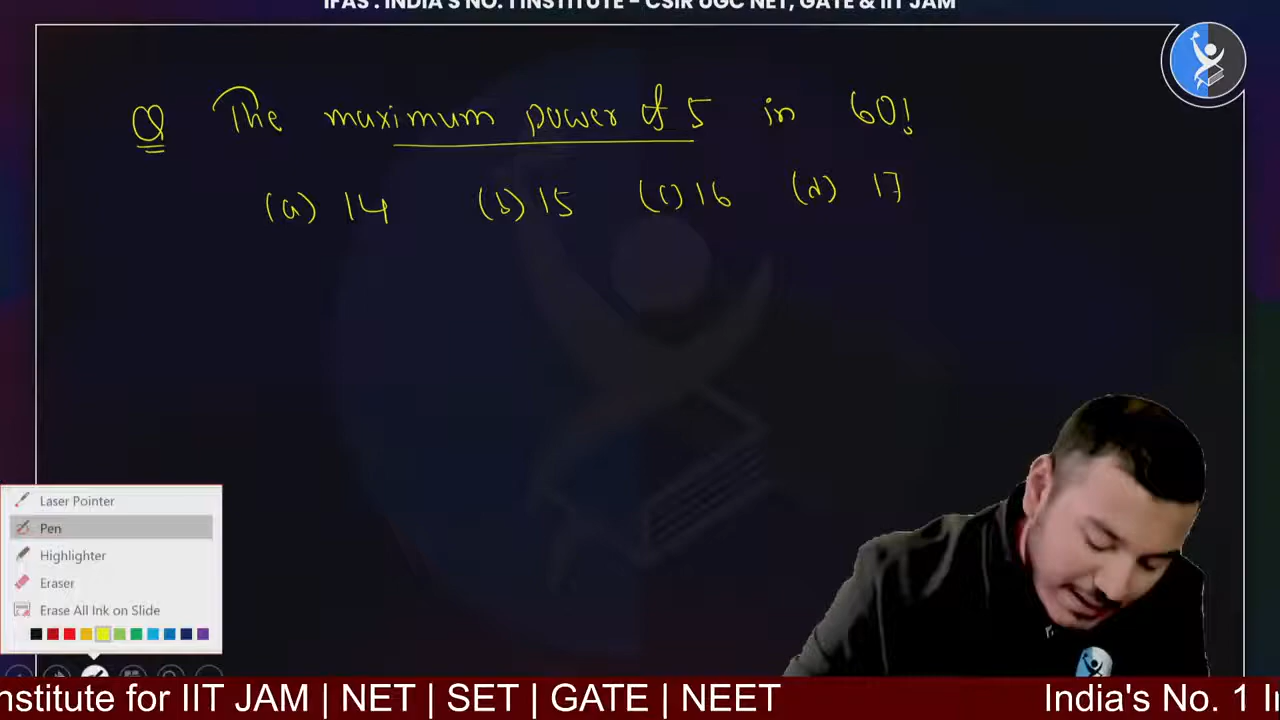 IFAS : INDIA'S NO. 1 INSTITUTE - CSIR UGC NET, GATE & IIT JAM
Q The maximum power of 5 in 60!
(a) 14 (b) 15 (c) 16 (d) 17
Laser Pointer
Pen
Highlighter
Eraser
Erase All Ink on Slide
nstitute for IIT JAM | NET | SET | GATE | NEET India's No. 1 I